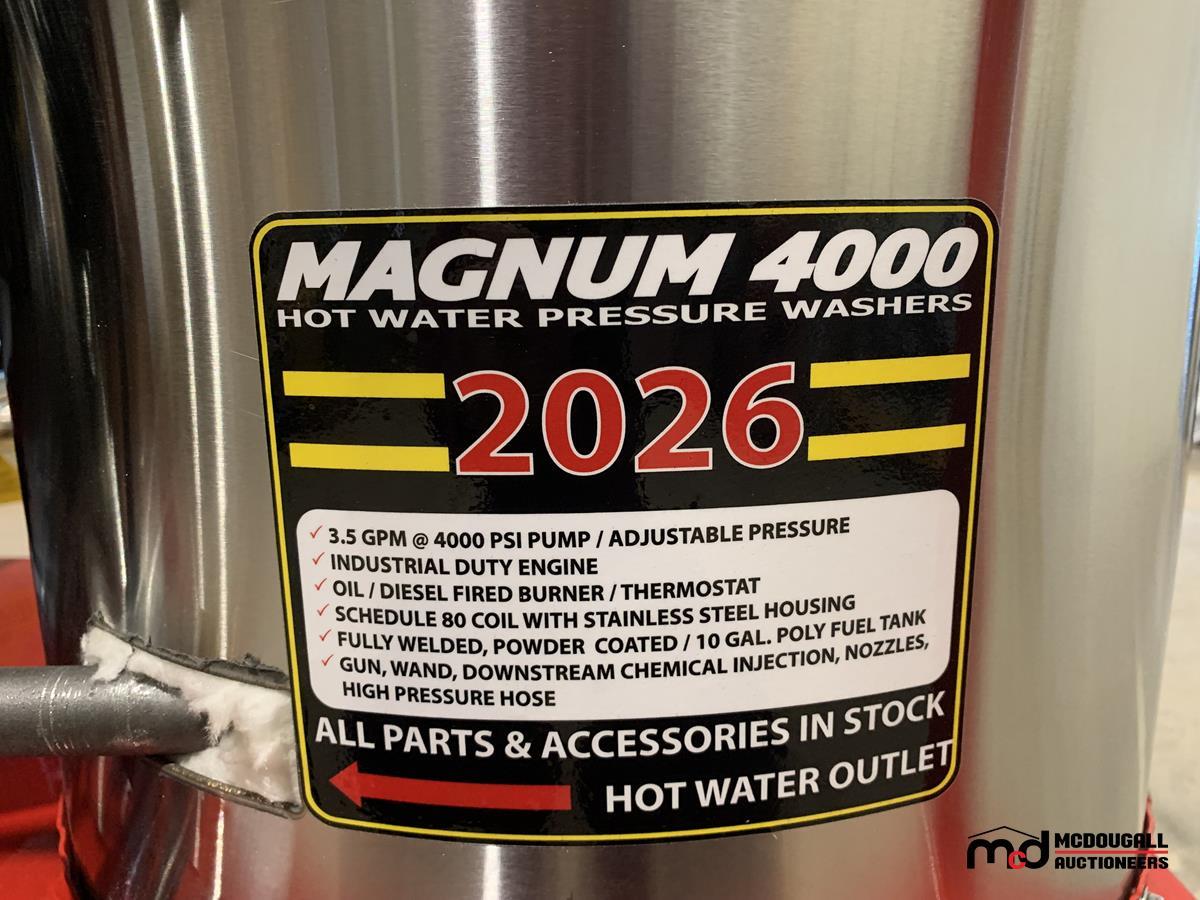 MAGNUM 4000
HOT WATER PRESSURE WASHERS
2026
✓ 3.5 GPM @ 4000 PSI PUMP / ADJUSTABLE PRESSURE
✓ INDUSTRIAL DUTY ENGINE
✓ OIL / DIESEL FIRED BURNER / THERMOSTAT
✓ SCHEDULE 80 COIL WITH STAINLESS STEEL HOUSING
✓ FULLY WELDED, POWDER COATED / 10 GAL. POLY FUEL TANK
✓ GUN, WAND, DOWNSTREAM CHEMICAL INJECTION, NOZZLES,
HIGH PRESSURE HOSE
ALL PARTS & ACCESSORIES IN STOCK
HOT WATER OUTLET
mcd MCDOUGALL
AUCTIONEERS